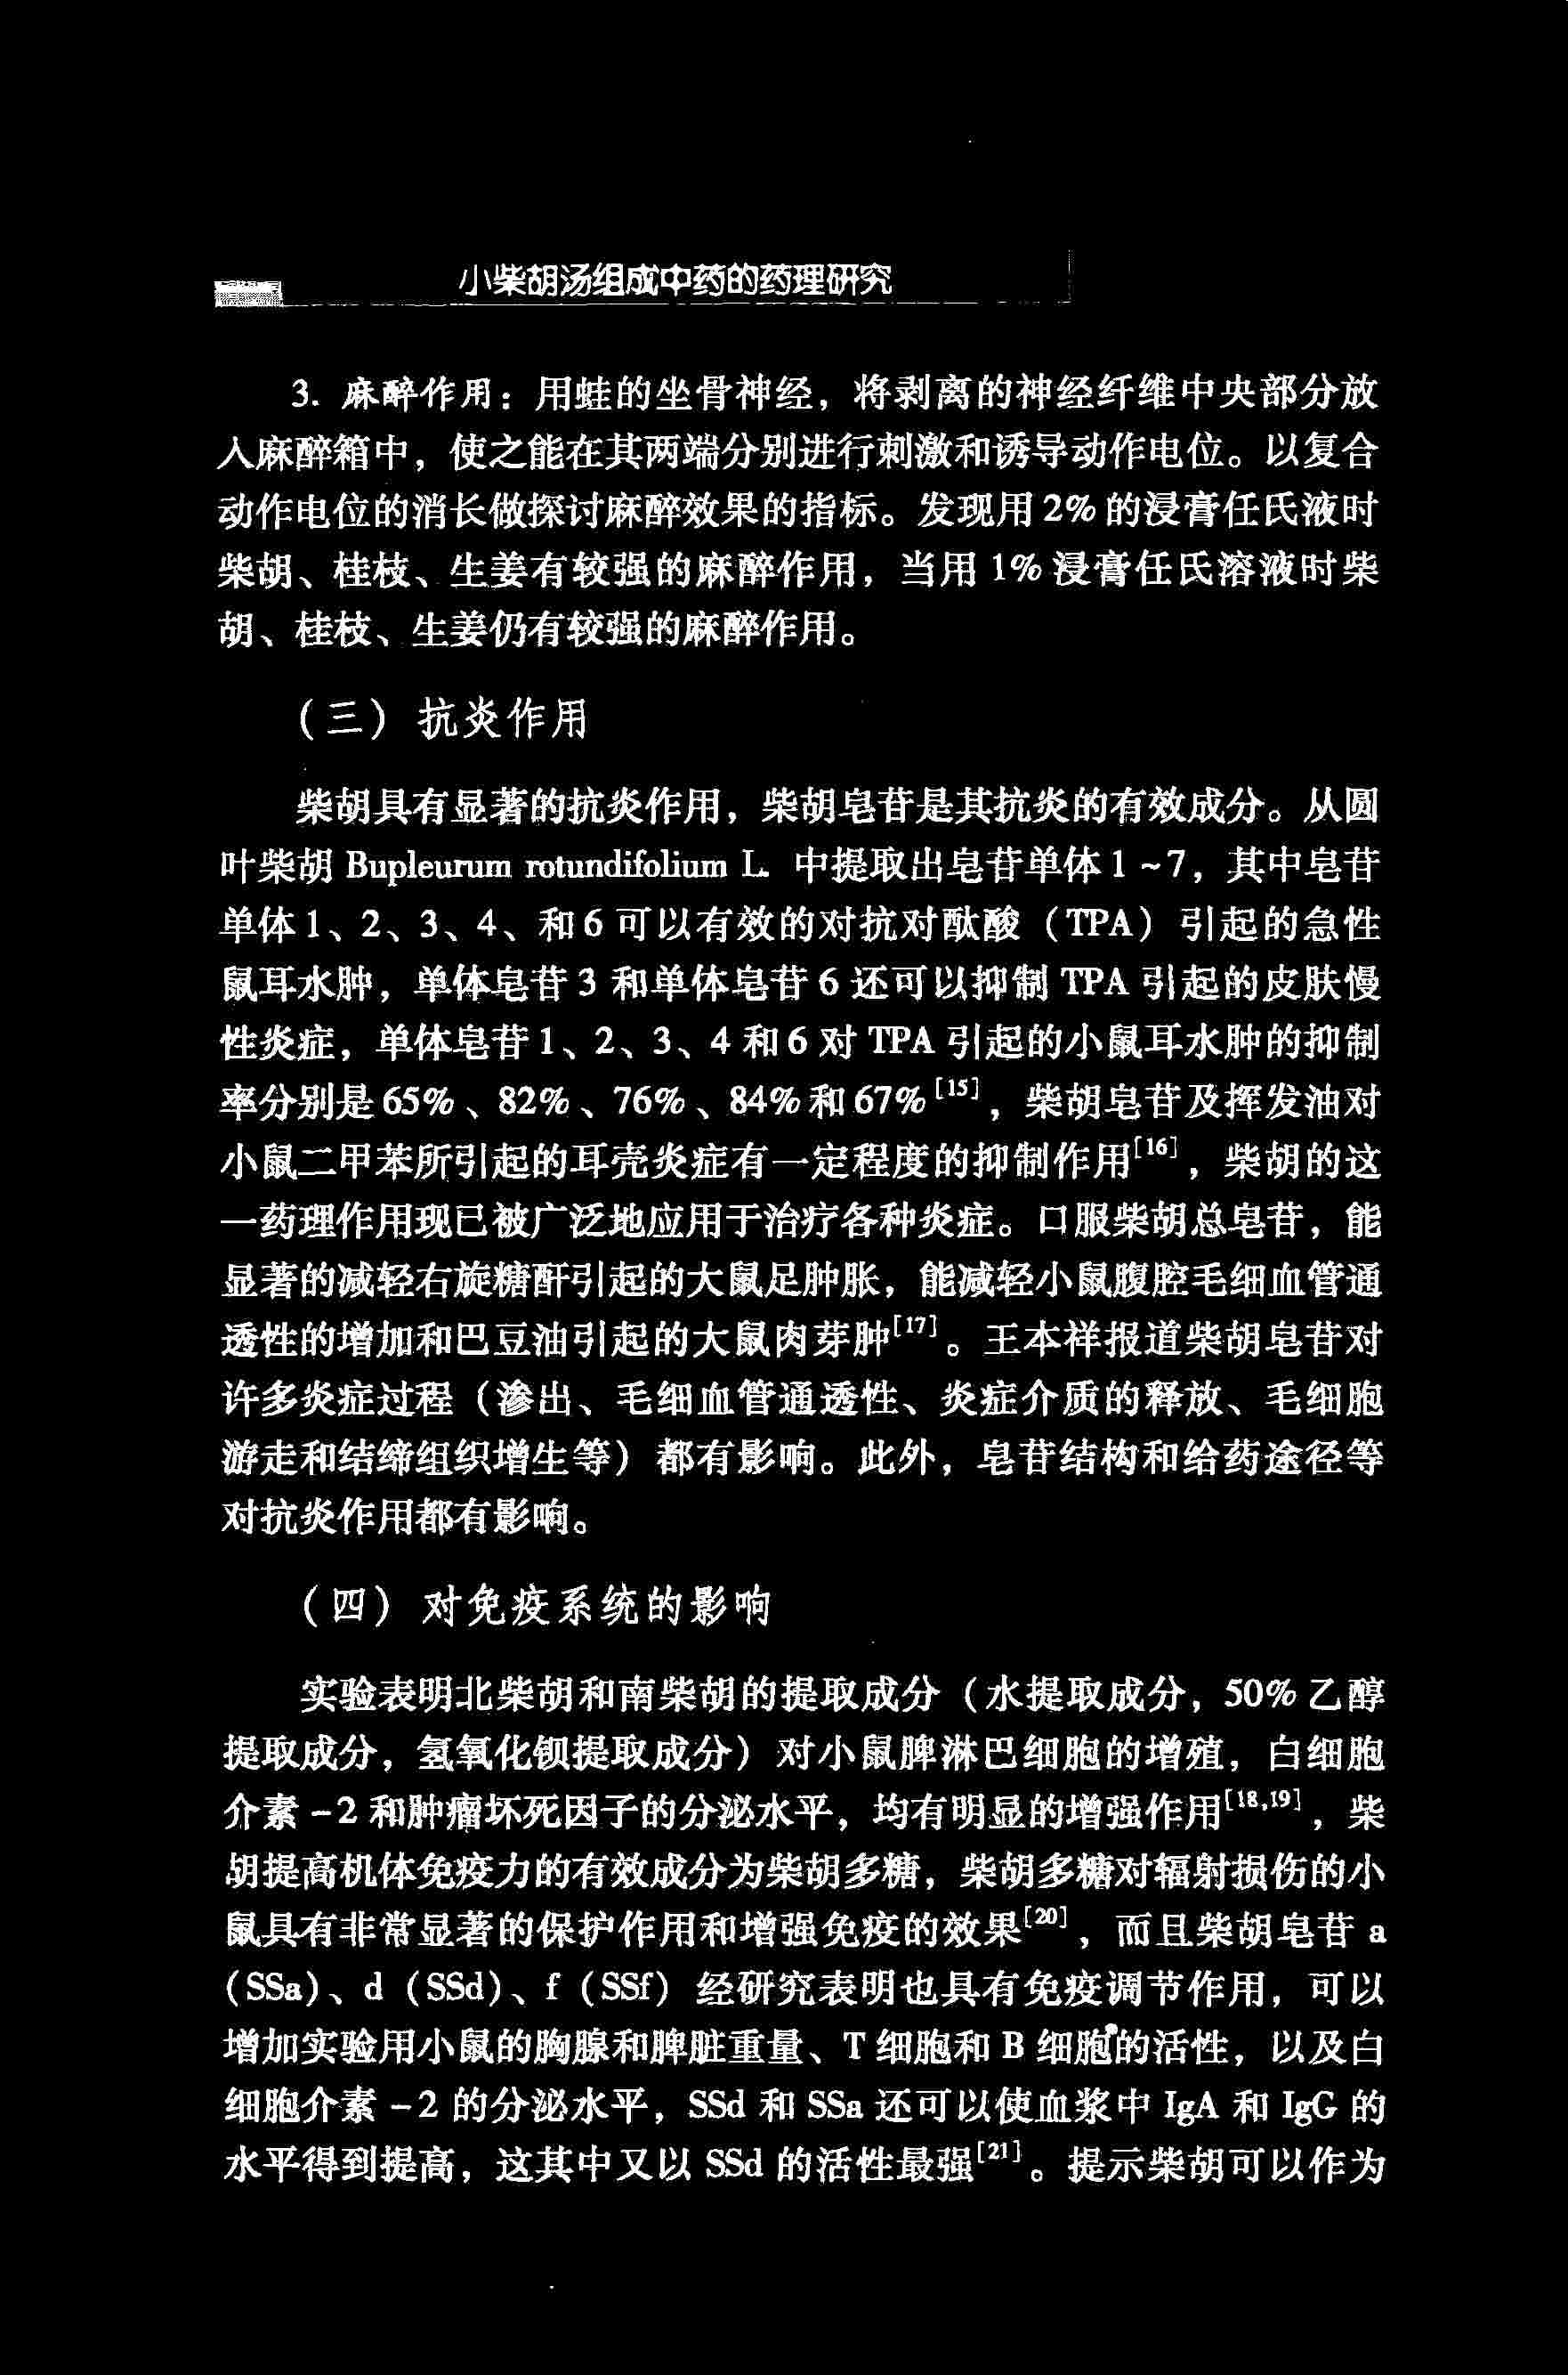 小柴胡汤组成中药的药理研究
3. 麻醉作用：用蛙的坐骨神经，将剥离的神经纤维中央部分放
入麻醉箱中，使之能在其两端分别进行刺激和诱导动作电位。以复合
动作电位的消长做探讨麻醉效果的指标。发现用2%的浸膏任氏液时
柴胡、桂枝、生姜有较强的麻醉作用，当用1%浸膏任氏溶液时柴
胡、桂枝、生姜仍有较强的麻醉作用。
（三）抗炎作用
柴胡具有显著的抗炎作用，柴胡皂苷是其抗炎的有效成分。从圆
叶柴胡 Bupleurum rotundifolium L. 中提取出皂苷单体1～7，其中皂苷
单体1、2、3、4、和6可以有效的对抗对酞酸（TPA）引起的急性
鼠耳水肿，单体皂苷3和单体皂苷6还可以抑制TPA引起的皮肤慢
性炎症，单体皂苷1、2、3、4和6对TPA引起的小鼠耳水肿的抑制
率分别是65%、82%、76%、84%和67%[15]，柴胡皂苷及挥发油对
小鼠二甲苯所引起的耳壳炎症有一定程度的抑制作用[16]，柴胡的这
一药理作用现已被广泛地应用于治疗各种炎症。口服柴胡总皂苷，能
显著的减轻右旋糖酐引起的大鼠足肿胀，能减轻小鼠腹腔毛细血管通
透性的增加和巴豆油引起的大鼠肉芽肿[17]。王本祥报道柴胡皂苷对
许多炎症过程（渗出、毛细血管通透性、炎症介质的释放、毛细胞
游走和结缔组织增生等）都有影响。此外，皂苷结构和给药途径等
对抗炎作用都有影响。
（四）对免疫系统的影响
实验表明北柴胡和南柴胡的提取成分（水提取成分，50%乙醇
提取成分，氢氧化钡提取成分）对小鼠脾淋巴细胞的增殖，白细胞
介素-2和肿瘤坏死因子的分泌水平，均有明显的增强作用[18,19]，柴
胡提高机体免疫力的有效成分为柴胡多糖，柴胡多糖对辐射损伤的小
鼠具有非常显著的保护作用和增强免疫的效果[20]，而且柴胡皂苷a
（SSa）、d（SSd）、f（SSf）经研究表明也具有免疫调节作用，可以
增加实验用小鼠的胸腺和脾脏重量、T细胞和B细胞的活性，以及白
细胞介素-2的分泌水平，SSd和SSa还可以使血浆中IgA和IgG的
水平得到提高，这其中又以SSd的活性最强[21]。提示柴胡可以作为